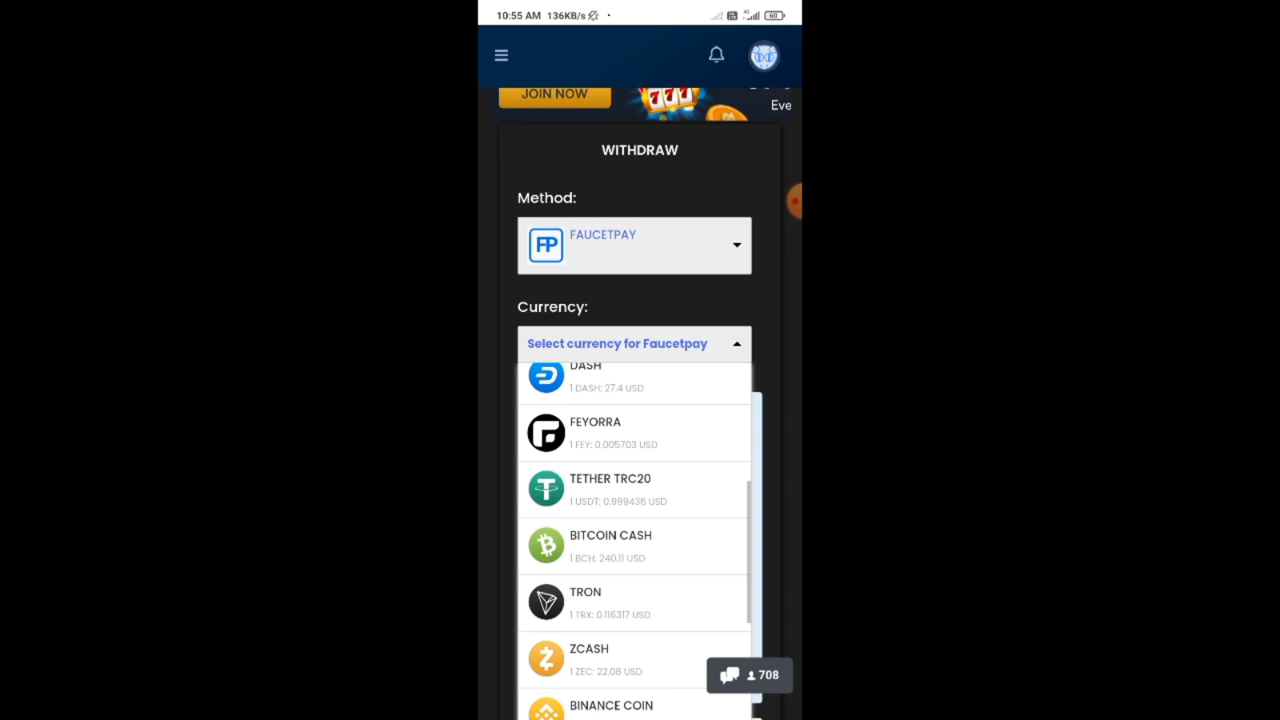 10:55 AM 136KB/s
4G
60
JOIN NOW
777
Eve
WITHDRAW
Method:
FP
FAUCETPAY
Currency:
Select currency for Faucetpay
DASH
1 DASH: 27.4 USD
FEYORRA
1 FEY: 0.005703 USD
TETHER TRC20
1 USDT: 0.999436 USD
BITCOIN CASH
1 BCH: 240.11 USD
TRON
1 TRX: 0.116317 USD
ZCASH
1 ZEC: 22.08 USD
708
BINANCE COIN